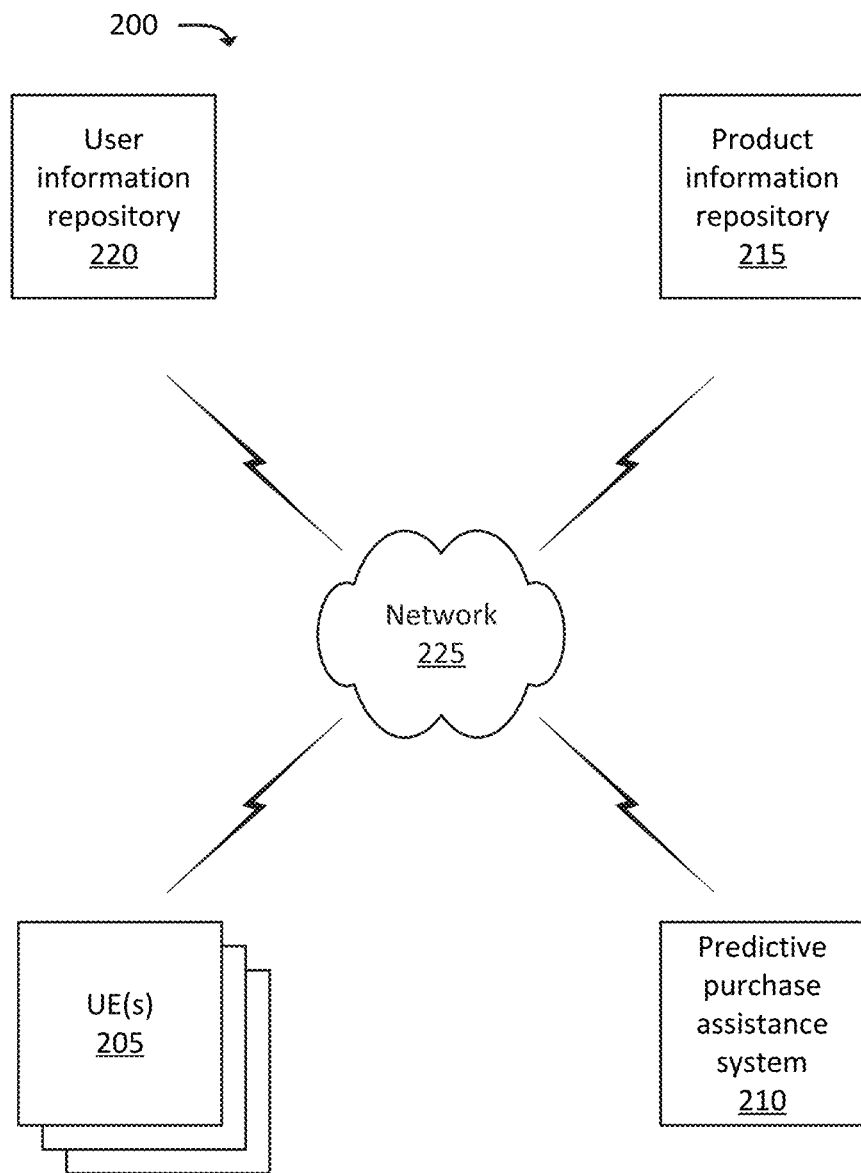 200
User
information
repository
220
Product
information
repository
215
Network
225
UE(s)
205
Predictive
purchase
assistance
system
210